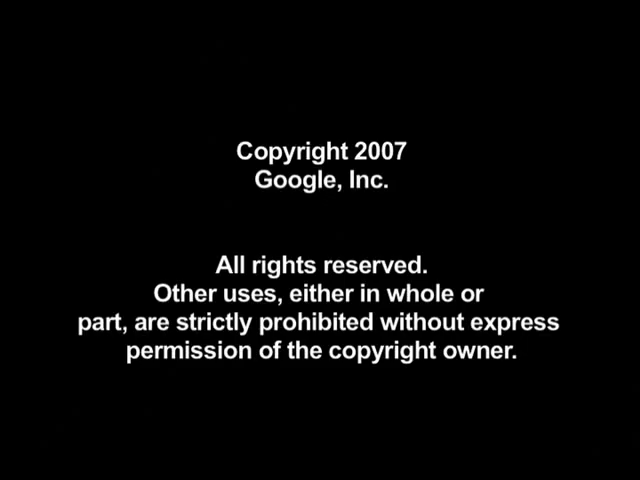 Copyright 2007
Google, Inc.
All rights reserved.
Other uses, either in whole or
part, are strictly prohibited without express
permission of the copyright owner.